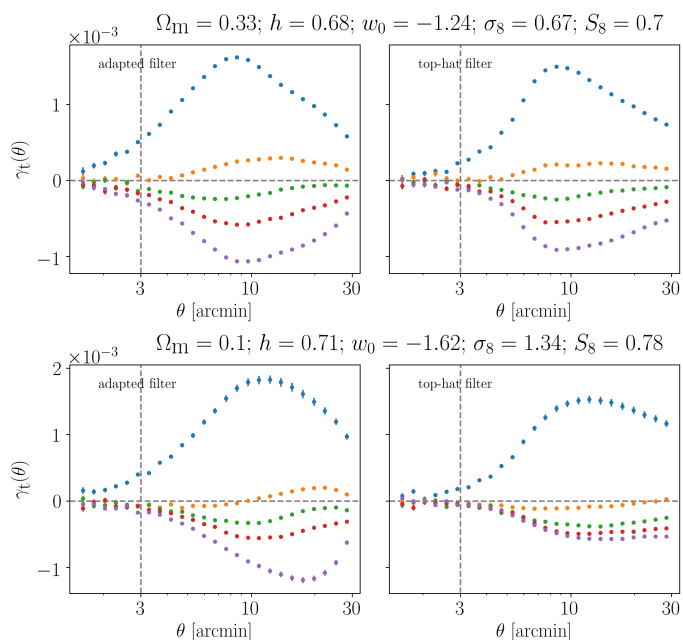 Ωm = 0.33; h = 0.68; w₀ = −1.24; σ₈ = 0.67; S₈ = 0.7
×10⁻³
adapted filter
top-hat filter
1
0
−1
γt(θ)
3 10 30
3 10 30
θ [arcmin]
θ [arcmin]
Ωm = 0.1; h = 0.71; w₀ = −1.62; σ₈ = 1.34; S₈ = 0.78
×10⁻³
adapted filter
top-hat filter
2
1
0
−1
γt(θ)
3 10 30
3 10 30
θ [arcmin]
θ [arcmin]